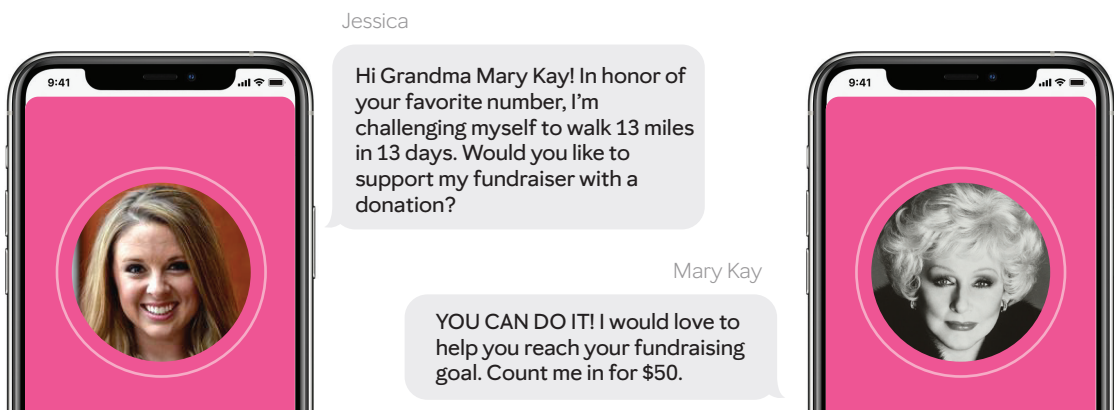 Jessica
9:41
Hi Grandma Mary Kay! In honor of
your favorite number, I’m
challenging myself to walk 13 miles
in 13 days. Would you like to
support my fundraiser with a
donation?
9:41
Mary Kay
YOU CAN DO IT! I would love to
help you reach your fundraising
goal. Count me in for $50.